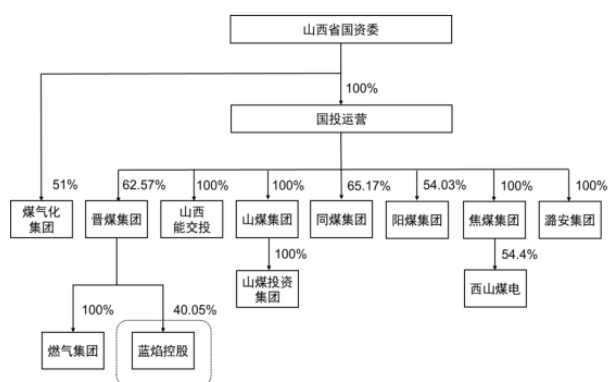 山西省国资委
100%
国投运营
51%
62.57%
100%
100%
65.17%
54.03%
100%
100%
煤气化
集团
晋煤集团
山西
能交投
山煤集团
同煤集团
阳煤集团
焦煤集团
潞安集团
100%
54.4%
山煤投资
集团
西山煤电
100%
40.05%
燃气集团
蓝焰控股